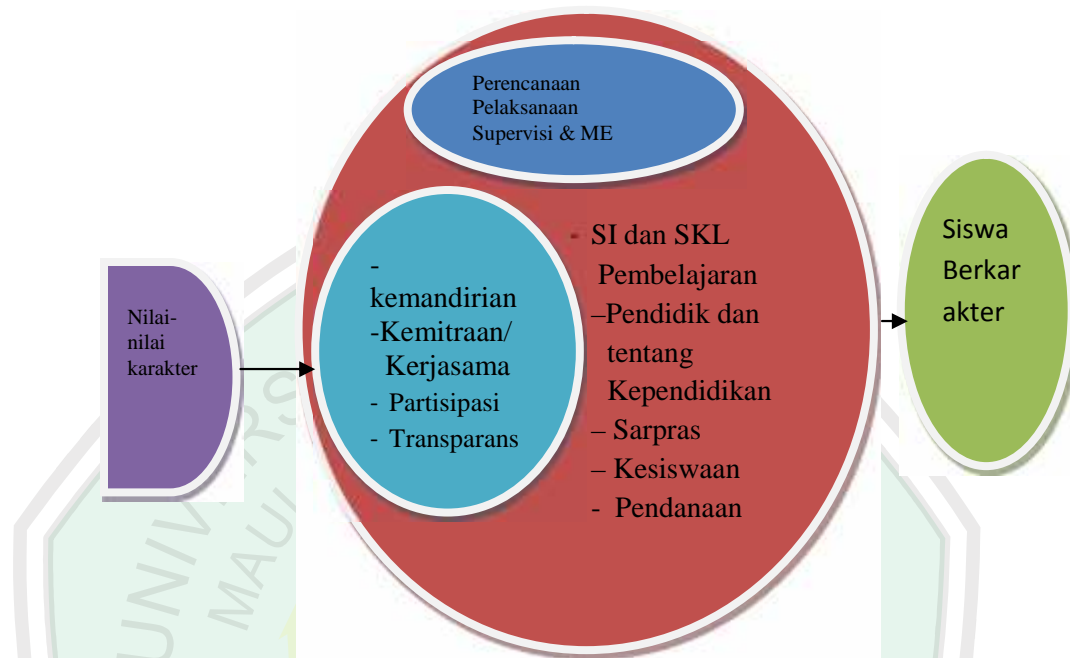 Perencanaan
Pelaksanaan
Supervisi & ME
Nilai-
nilai
karakter
-
kemandirian
-Kemitraan/
Kerjasama
- Partisipasi
- Transparans
- SI dan SKL
Pembelajaran
–Pendidik dan
tentang
Kependidikan
– Sarpras
– Kesiswaan
- Pendanaan
Siswa
Berkar
akter